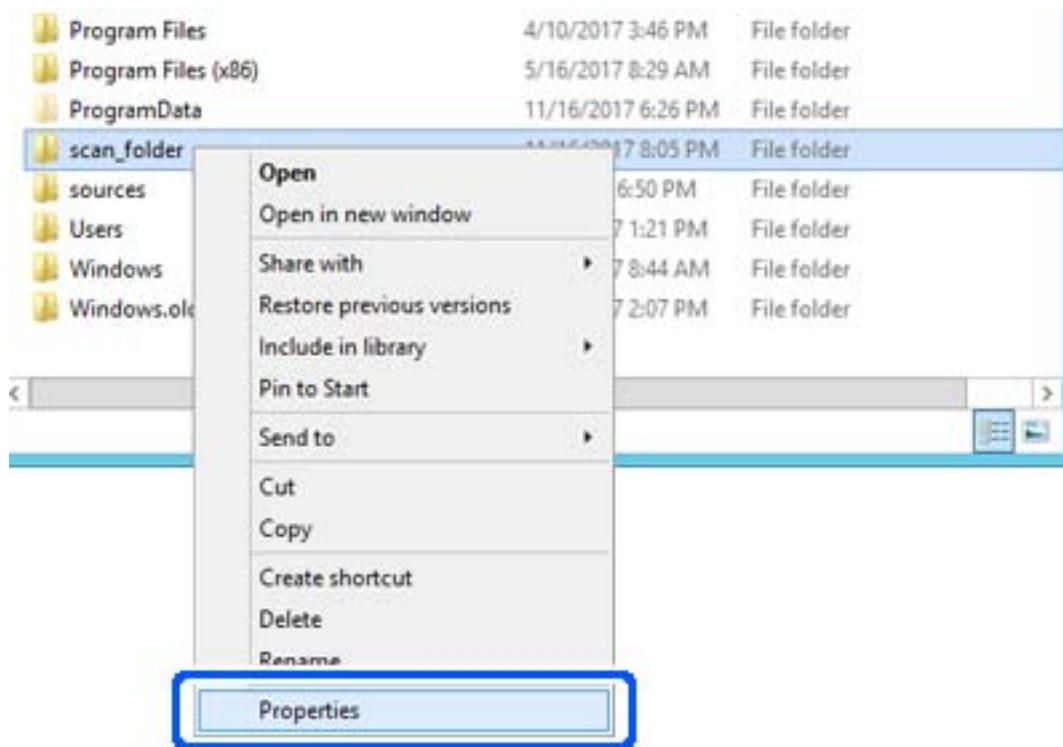 Program Files 4/10/2017 3:46 PM File folder
Program Files (x86) 5/16/2017 8:29 AM File folder
ProgramData 11/16/2017 6:26 PM File folder
scan_folder 17 8:05 PM File folder
sources 6:50 PM File folder
Users 7 1:21 PM File folder
Windows 7 8:44 AM File folder
Windows.old 7 2:07 PM File folder
Open
Open in new window
Share with
Restore previous versions
Include in library
Pin to Start
Send to
Cut
Copy
Create shortcut
Delete
Rename
Properties